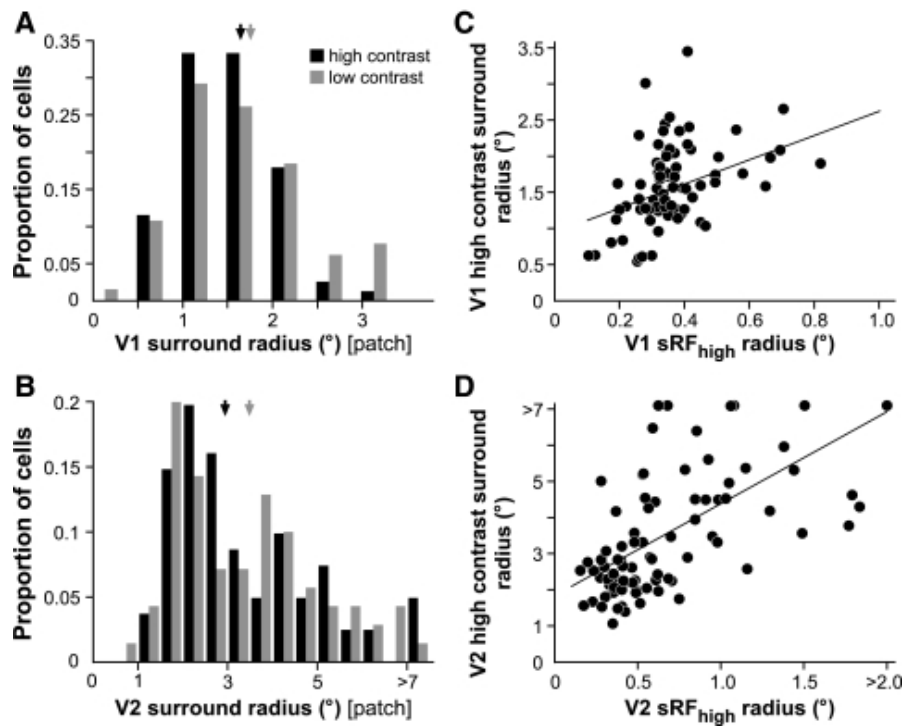 A
0.35
0.25
0.15
0.05
0
Proportion of cells
high contrast
low contrast
0 1 2 3
V1 surround radius (°) [patch]
B
0.2
0.15
0.1
0.05
0
Proportion of cells
0 1 3 5 >7
V2 surround radius (°) [patch]
C
3.5
2.5
1.5
0.5
0
V1 high contrast surround
radius (°)
0 0.2 0.4 0.6 0.8 1.0
V1 sRFhigh radius (°)
D
>7
5
3
1
0
V2 high contrast surround
radius (°)
0 0.5 1.0 1.5 >2.0
V2 sRFhigh radius (°)